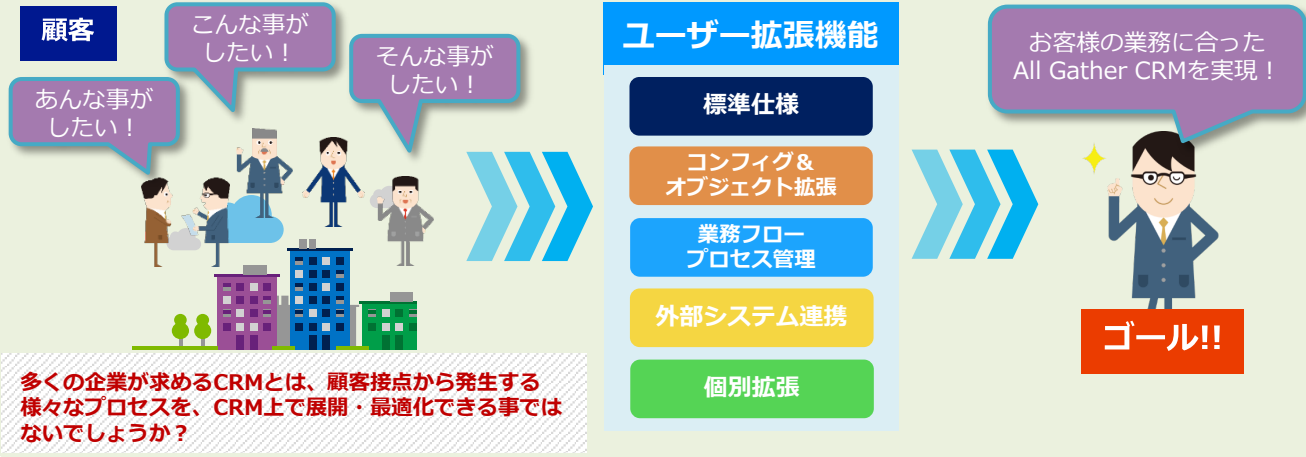 顧客
こんな事が
したい！
そんな事が
したい！
あんな事が
したい！
多くの企業が求めるCRMとは、顧客接点から発生する
様々なプロセスを、CRM上で展開・最適化できる事では
ないでしょうか？
ユーザー拡張機能
標準仕様
コンフィグ＆
オブジェクト拡張
業務フロー
プロセス管理
外部システム連携
個別拡張
お客様の業務に合った
All Gather CRMを実現！
ゴール!!